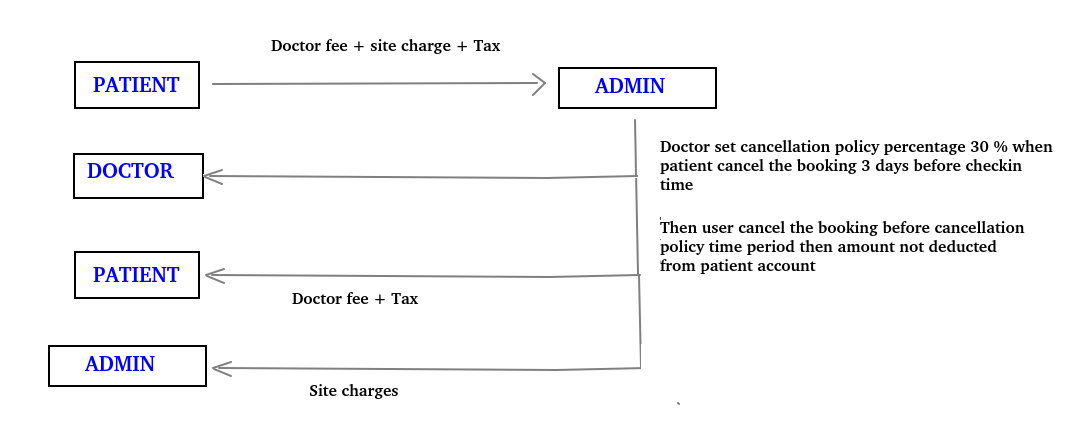 Doctor fee + site charge + Tax
PATIENT
ADMIN
Doctor set cancellation policy percentage 30 % when
patient cancel the booking 3 days before checkin
time
DOCTOR
Then user cancel the booking before cancellation
policy time period then amount not deducted
from patient account
PATIENT
Doctor fee + Tax
ADMIN
Site charges